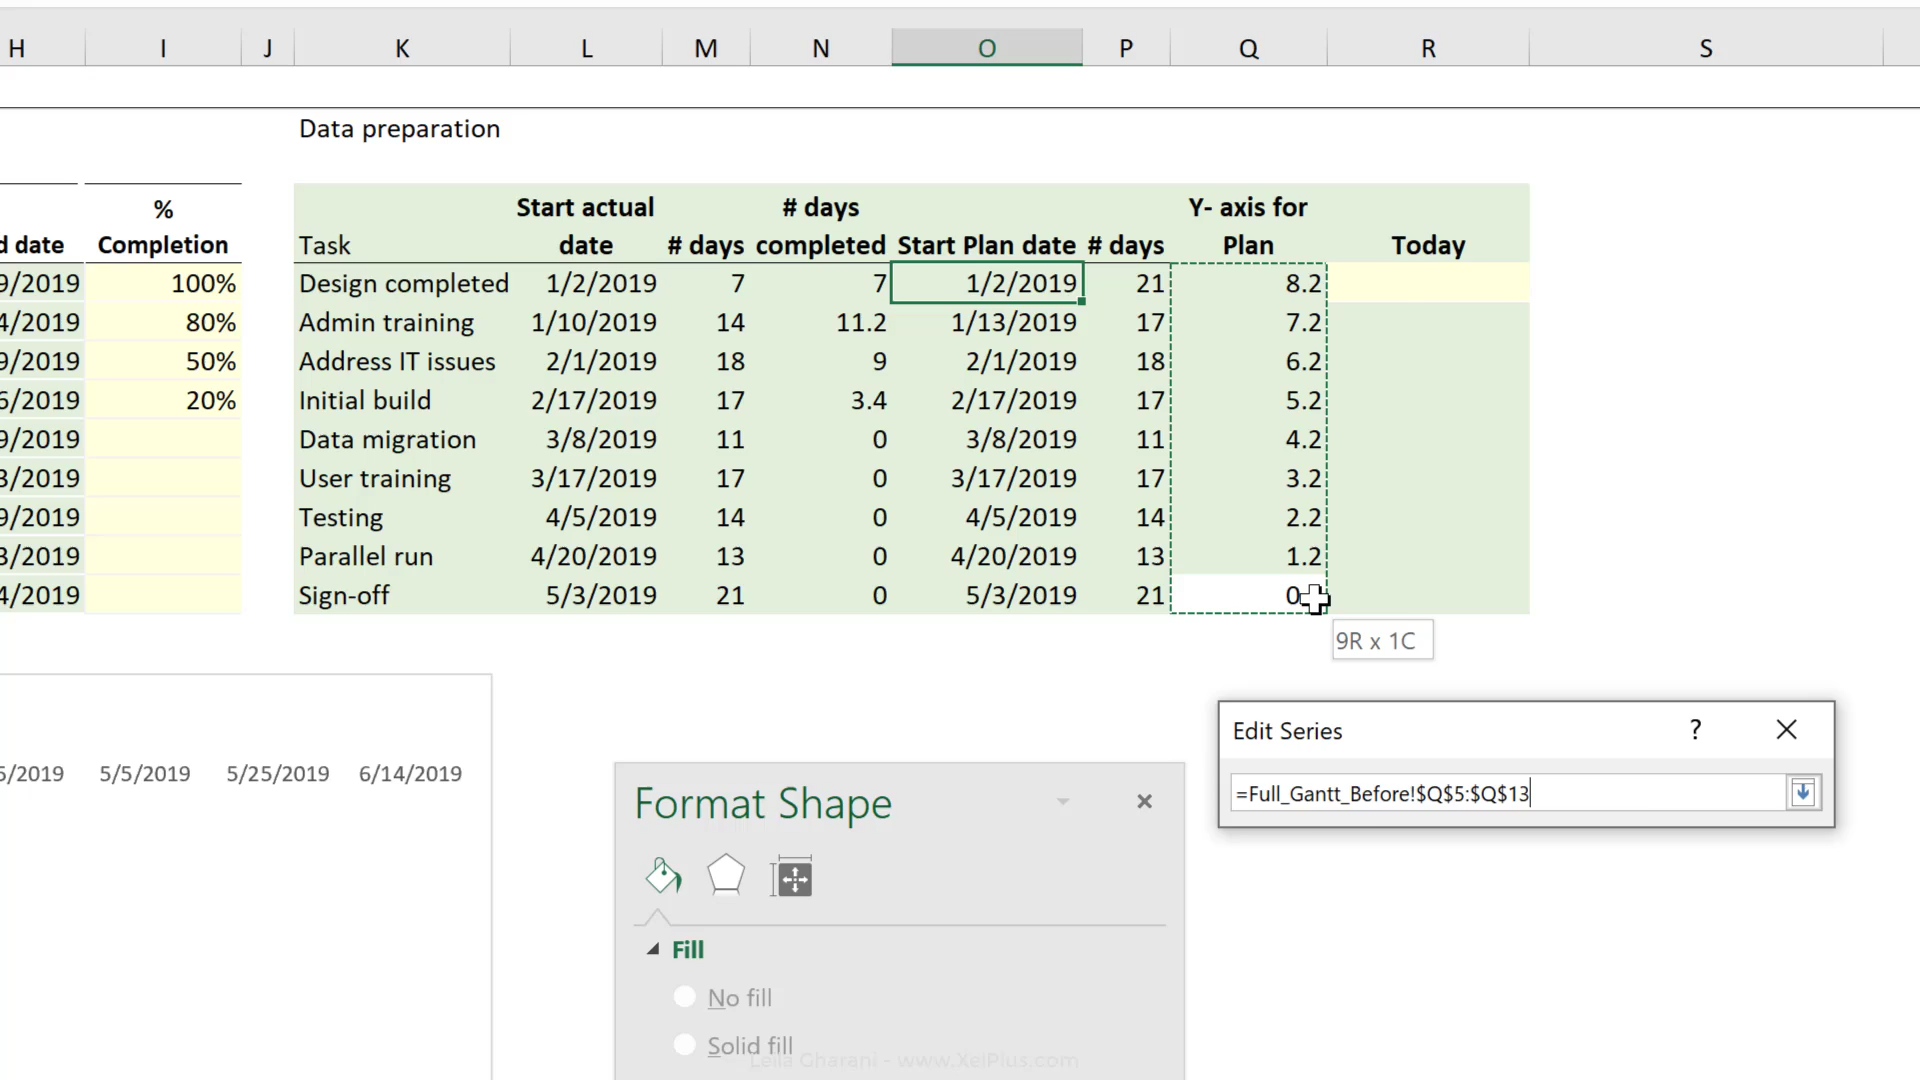 H I J K L M N O P Q R S
Data preparation
% Start actual # days Y- axis for
d date Completion Task date # days completed Start Plan date # days Plan Today
9/2019 100% Design completed 1/2/2019 7 7 1/2/2019 21 8.2
4/2019 80% Admin training 1/10/2019 14 11.2 1/13/2019 17 7.2
9/2019 50% Address IT issues 2/1/2019 18 9 2/1/2019 18 6.2
6/2019 20% Initial build 2/17/2019 17 3.4 2/17/2019 17 5.2
9/2019 Data migration 3/8/2019 11 0 3/8/2019 11 4.2
3/2019 User training 3/17/2019 17 0 3/17/2019 17 3.2
9/2019 Testing 4/5/2019 14 0 4/5/2019 14 2.2
3/2019 Parallel run 4/20/2019 13 0 4/20/2019 13 1.2
4/2019 Sign-off 5/3/2019 21 0 5/3/2019 21 0
9R x 1C
Edit Series ?
=Full_Gantt_Before!$Q$5:$Q$13
5/2019 5/5/2019 5/25/2019 6/14/2019
Format Shape
Fill
No fill
Solid fill
Leila Gharani - www.XelPlus.com